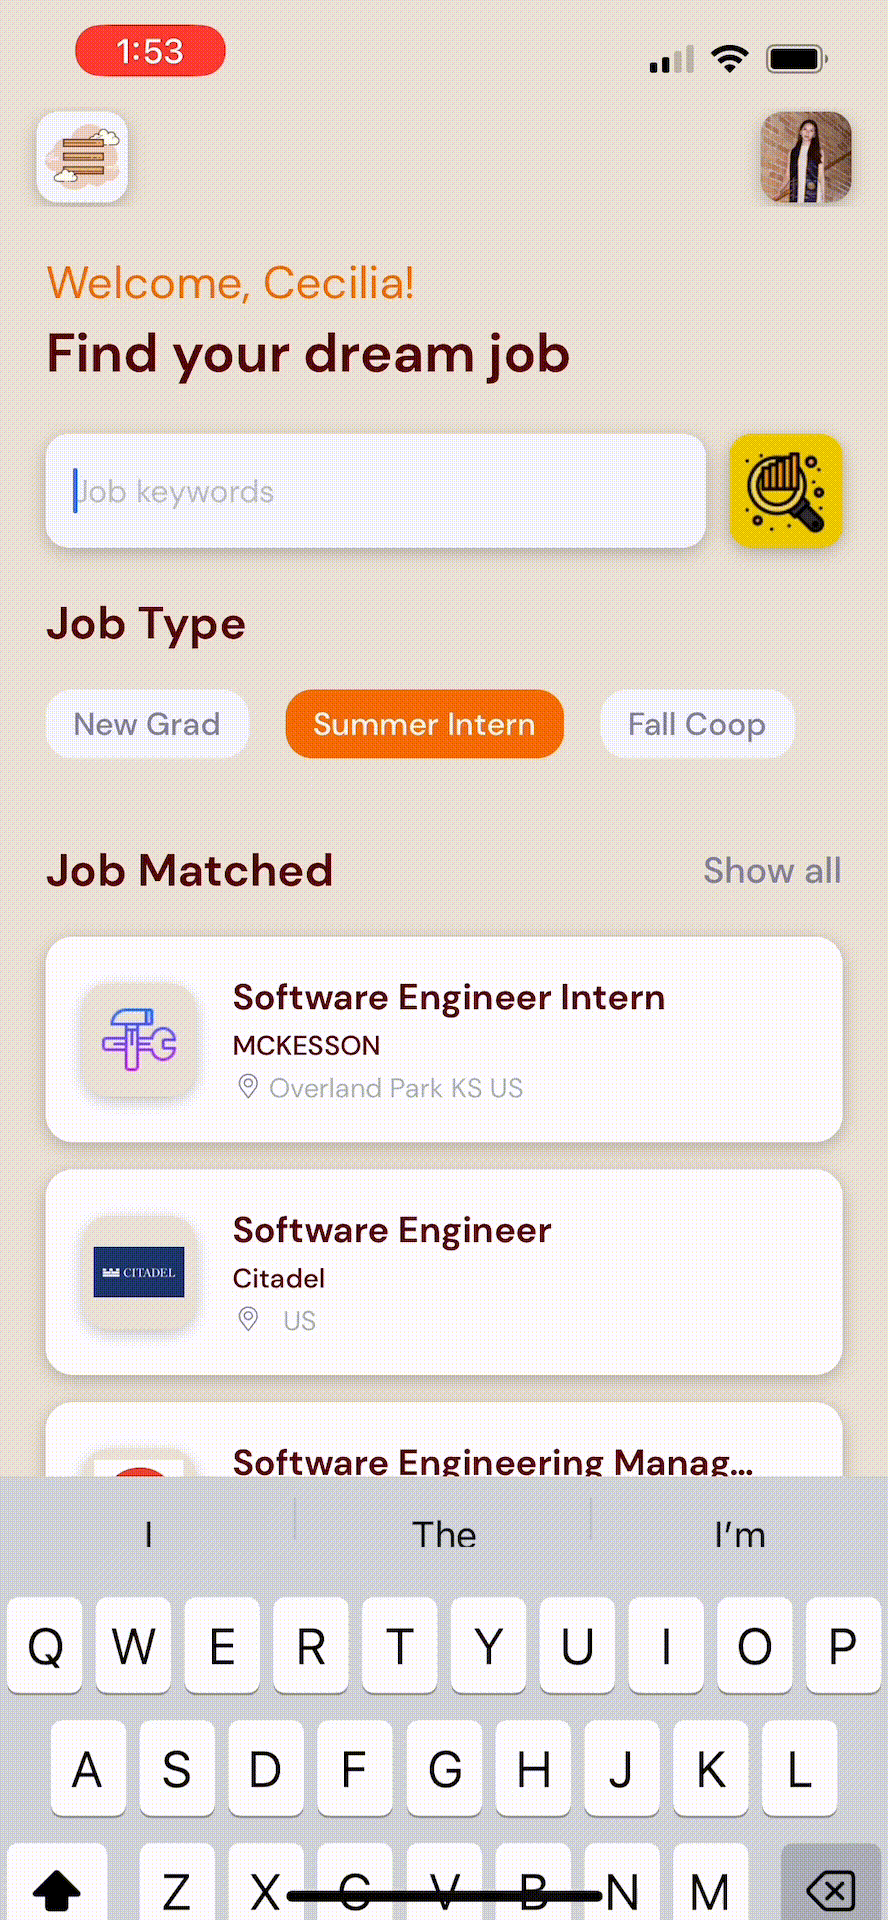 1:53
Welcome, Cecilia!
Find your dream job
Job keywords
Job Type
New Grad Summer Intern Fall Coop
Job Matched Show all
Software Engineer Intern
MCKESSON
Overland Park KS US
CITADEL
Software Engineer
Citadel
US
Software Engineering Manag...
I The I’m
Q W E R T Y U I O P
A S D F G H J K L
Z X C V B N M